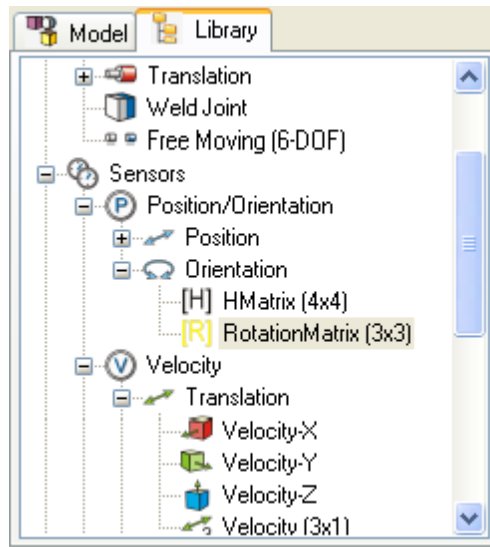 Model Library
Translation
Weld Joint
Free Moving (6-DOF)
Sensors
P Position/Orientation
Position
Orientation
[H] HMatrix (4x4)
[R] RotationMatrix (3x3)
V Velocity
Translation
Velocity-X
Velocity-Y
Velocity-Z
Velocity (3x1)